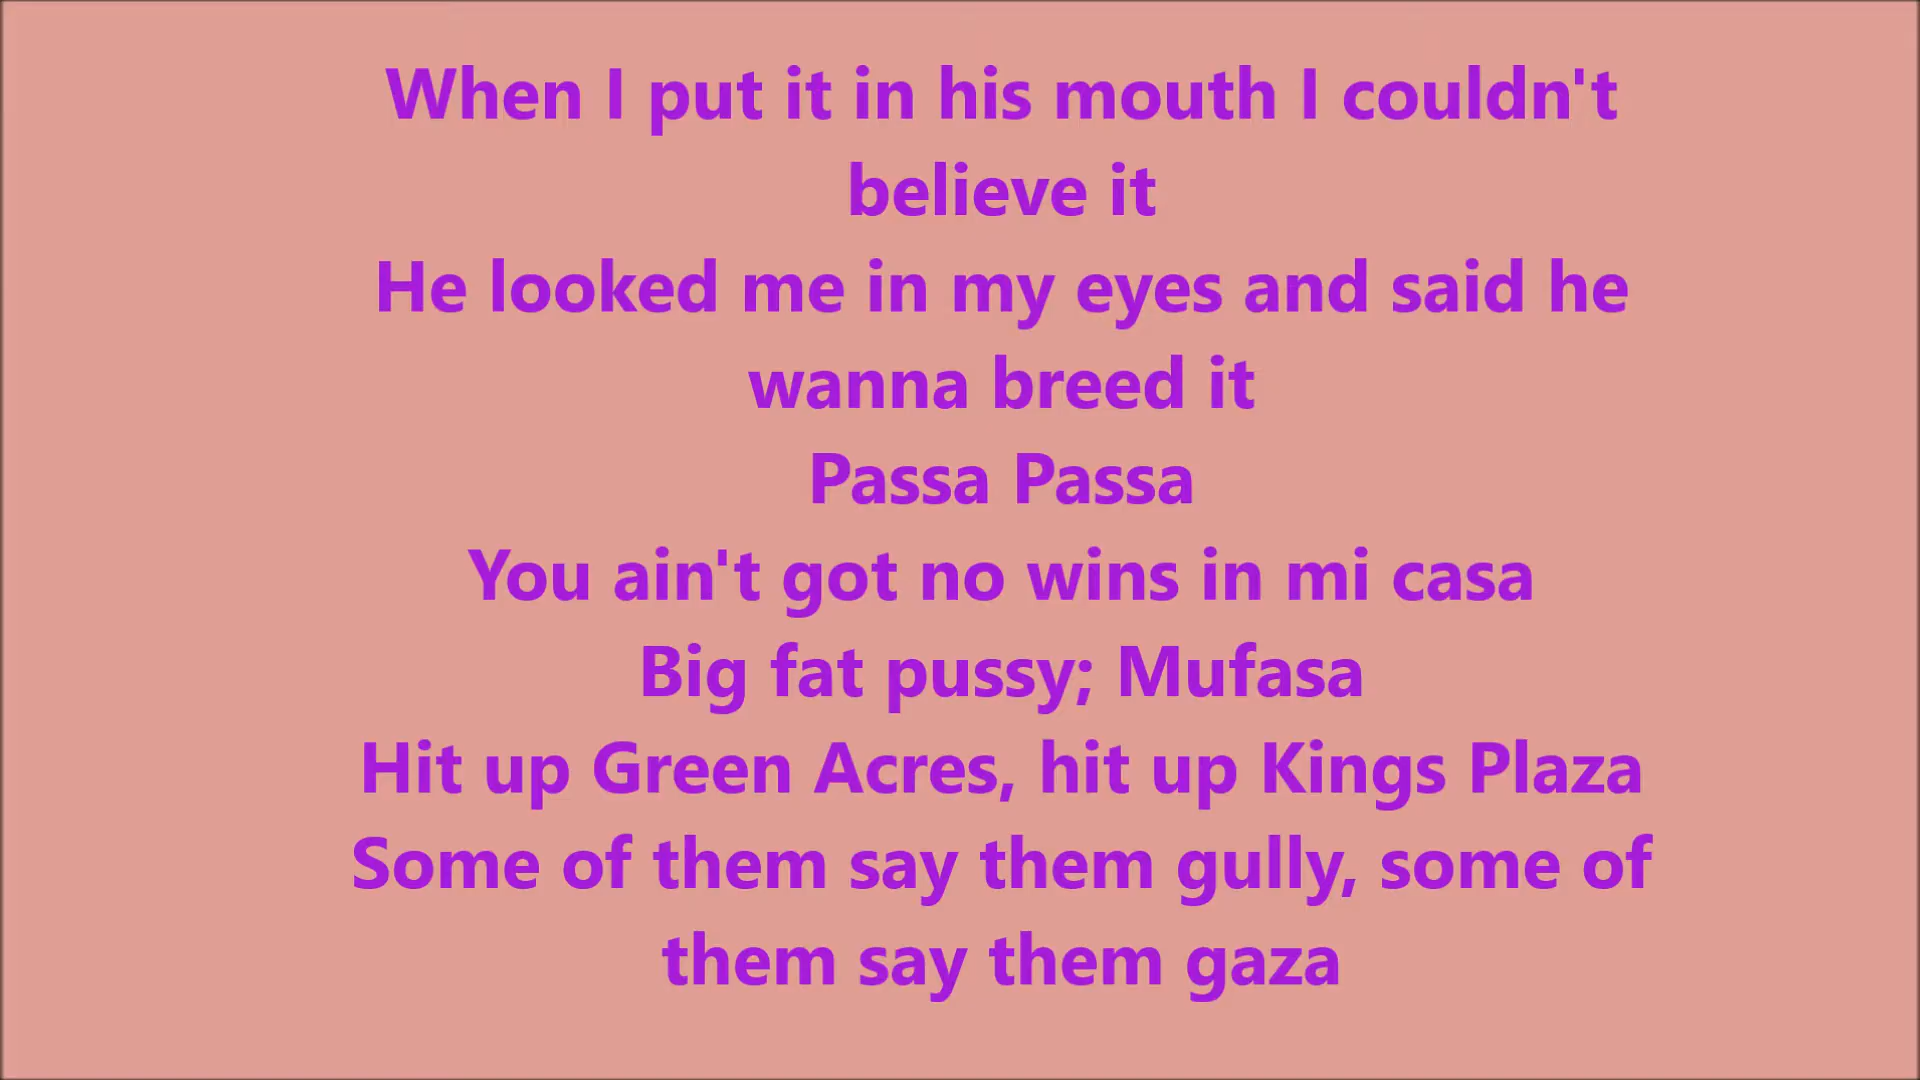 When I put it in his mouth I couldn't
believe it
He looked me in my eyes and said he
wanna breed it
Passa Passa
You ain't got no wins in mi casa
Big fat pussy; Mufasa
Hit up Green Acres, hit up Kings Plaza
Some of them say them gully, some of
them say them gaza